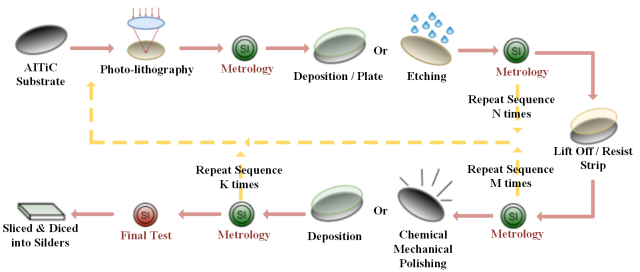 AITiC
Substrate
Photo-lithography
SI
Metrology
Deposition / Plate
Or
Etching
SI
Metrology
Repeat Sequence
N times
Lift Off / Resist
Strip
Repeat Sequence
M times
SI
Metrology
Chemical
Mechanical
Polishing
Or
Deposition
Repeat Sequence
K times
SI
Metrology
SI
Final Test
Sliced & Diced
into Silders